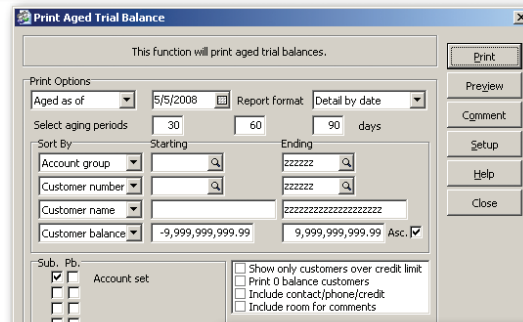 Print Aged Trial Balance
This function will print aged trial balances.
Print
Preview
Comment
Setup
Help
Close
Print Options
Aged as of 5/5/2008 Report format Detail by date
Select aging periods 30 60 90 days
Sort By Starting Ending
Account group zzzzzz
Customer number zzzzzz
Customer name zzzzzzzzzzzzzzzzzzzz
Customer balance -9,999,999,999.99 9,999,999,999.99 Asc.
Sub. Pb.
Account set
Show only customers over credit limit
Print 0 balance customers
Include contact/phone/credit
Include room for comments